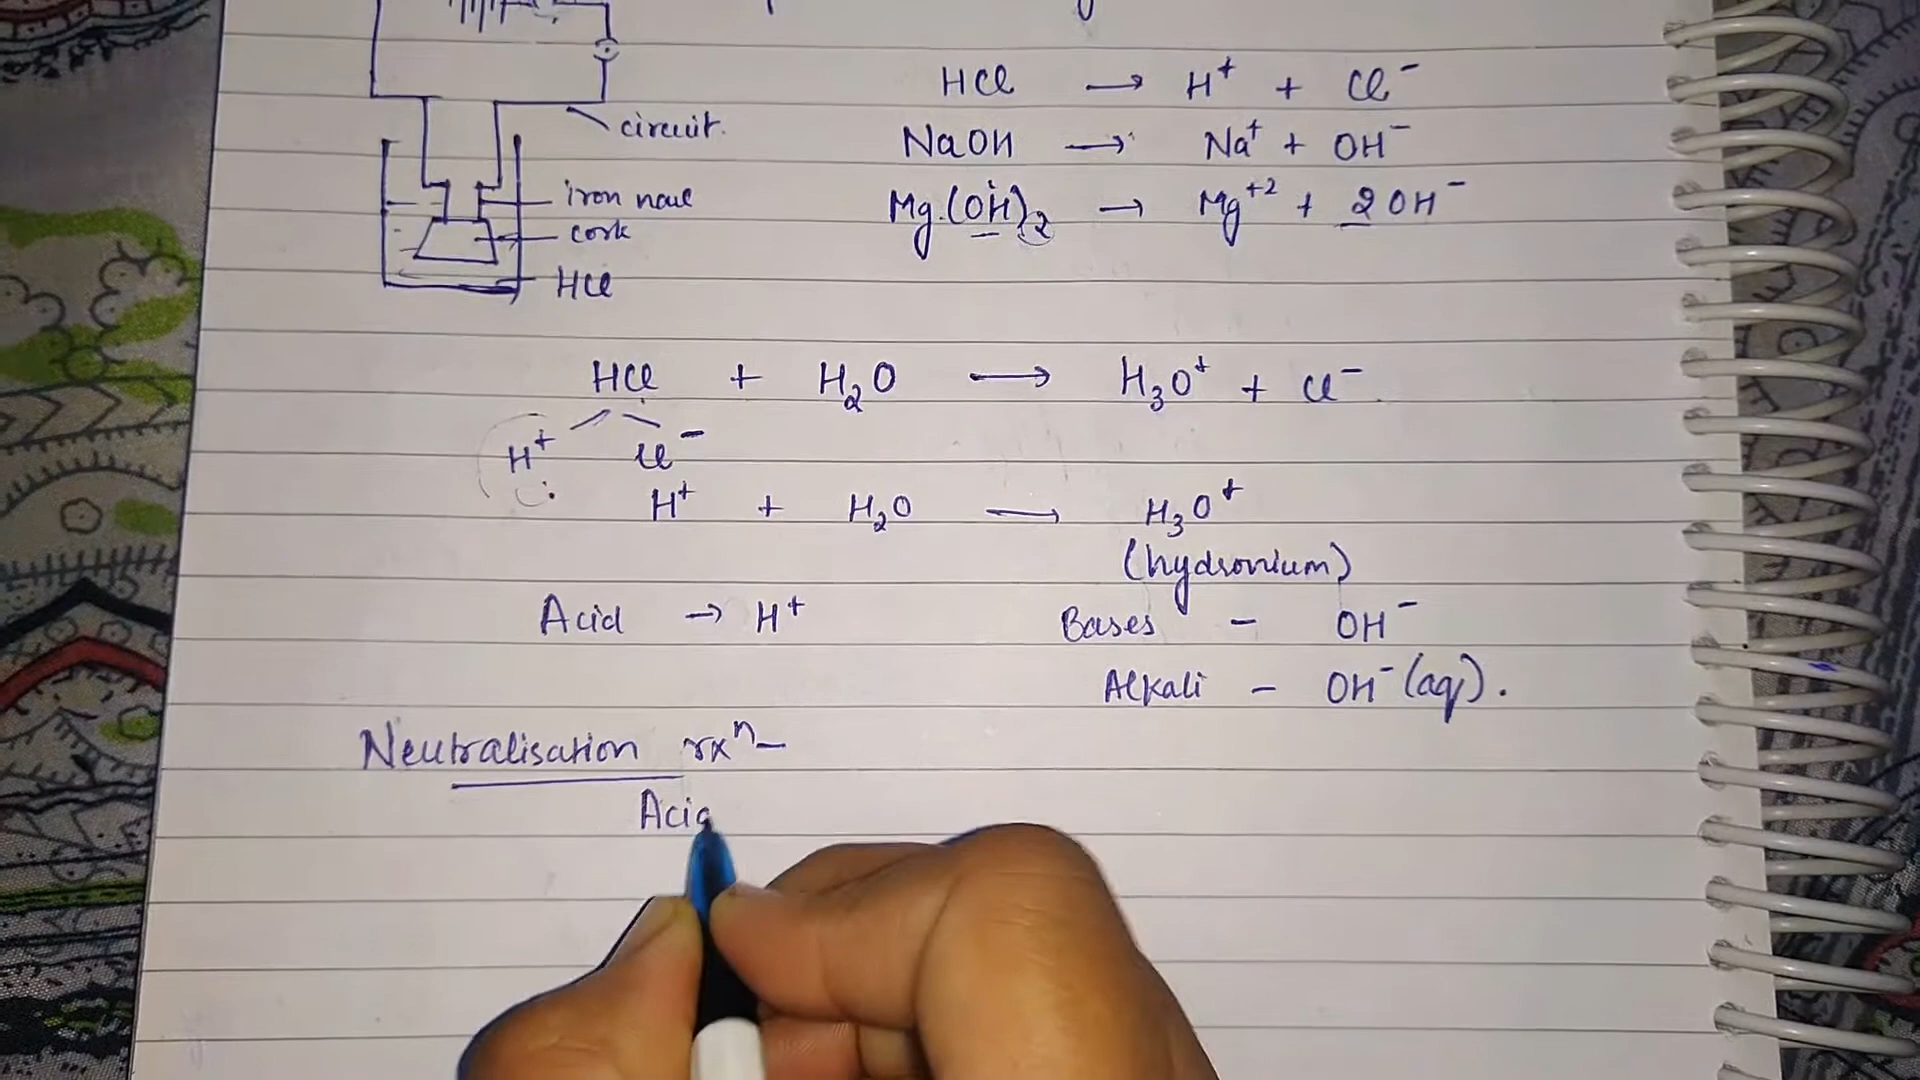 HCl → H⁺ + Cl⁻
circuit.
NaOH → Na⁺ + OH⁻
iron nail
Mg(OH)₂ → Mg⁺² + 2OH⁻
cork
HCl
HCl + H₂O → H₃O⁺ + Cl⁻
H⁺ Cl⁻
H⁺ + H₂O → H₃O⁺
(hydronium)
Acid → H⁺
Bases - OH⁻
Alkali - OH⁻(aq).
Neutralisation rxⁿ-
Acid